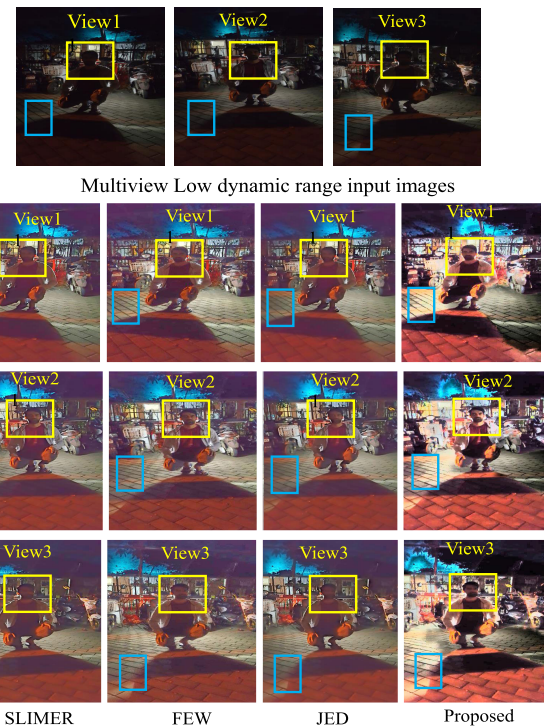 View1 View2 View3
Multiview Low dynamic range input images
View1 View1 View1 View1
View2 View2 View2 View2
View3 View3 View3 View3
SLIMER FEW JED Proposed